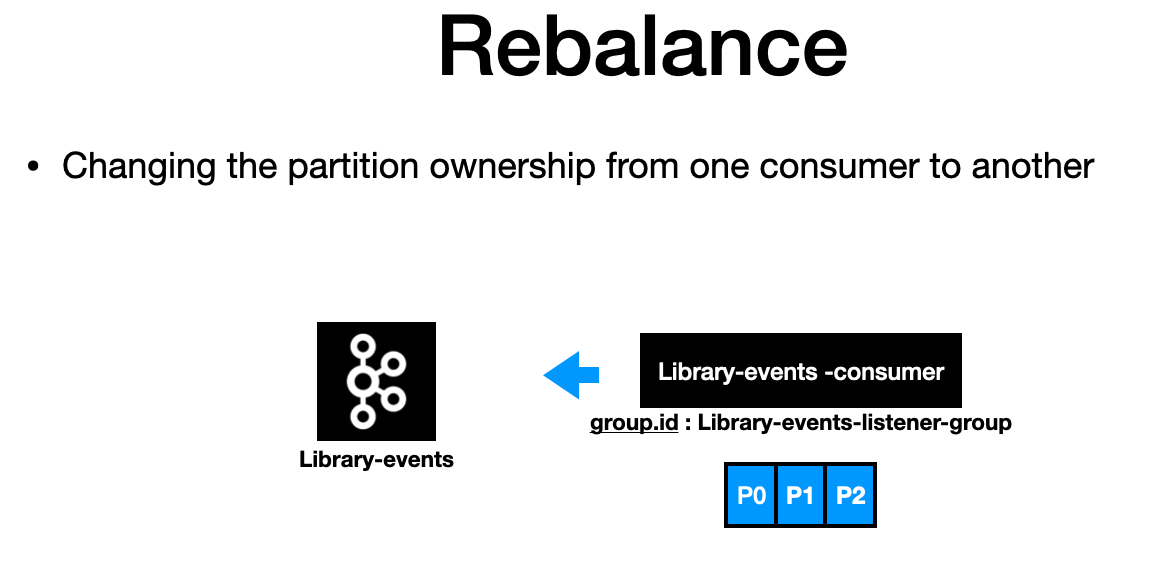 Rebalance
• Changing the partition ownership from one consumer to another
Library-events -consumer
group.id : Library-events-listener-group
Library-events
P0 P1 P2